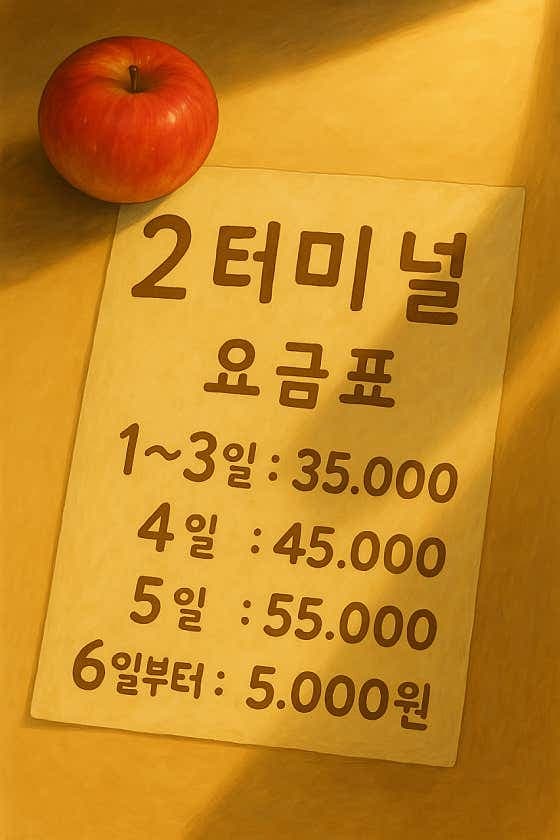 2터미널
요금표
1~3일 : 35.000
4일 : 45.000
5일 : 55.000
6일부터 : 5.000원